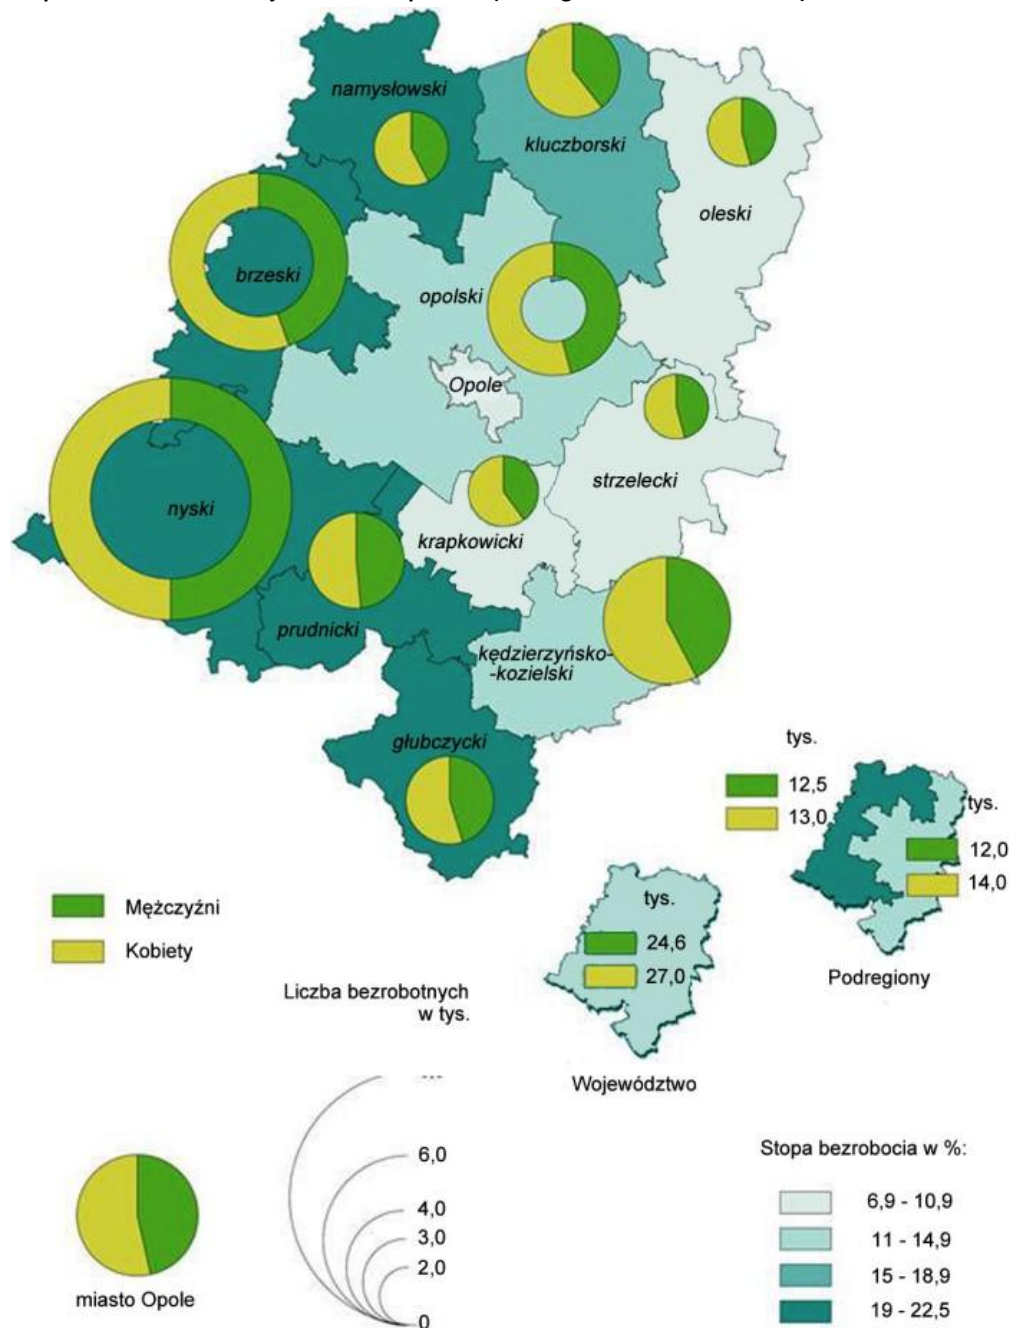 namysłowski
kluczborski
oleski
brzeski
opolski
Opole
nyski
strzelecki
krapkowicki
prudnicki
kędzierzyńsko-
-kozielski
głubczycki
tys.
12,5
13,0
tys.
12,0
14,0
Podregiony
Mężczyźni
Kobiety
tys.
24,6
27,0
Województwo
Liczba bezrobotnych
w tys.
6,0
4,0
3,0
2,0
0
miasto Opole
Stopa bezrobocia w %:
6,9 - 10,9
11 - 14,9
15 - 18,9
19 - 22,5